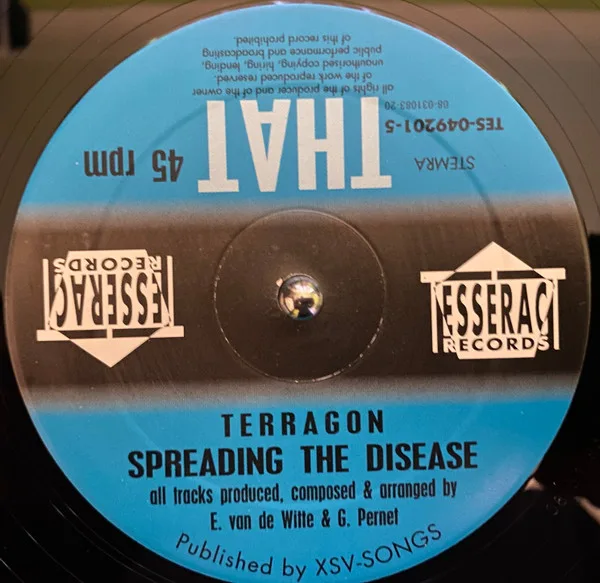 all rights of the producer and of the owner
of the work reproduced reserved.
unauthorised copying, hiring, lending,
public performance and broadcasting
of this record prohibited.
THAT
45 rpm
STEMRA
TES-049201-5
08-031083-20
ESSERAC
RECORDS
ESSERAC
RECORDS
TERRAGON
SPREADING THE DISEASE
all tracks produced, composed & arranged by
E. van de Witte & G. Pernet
Published by XSV-SONGS